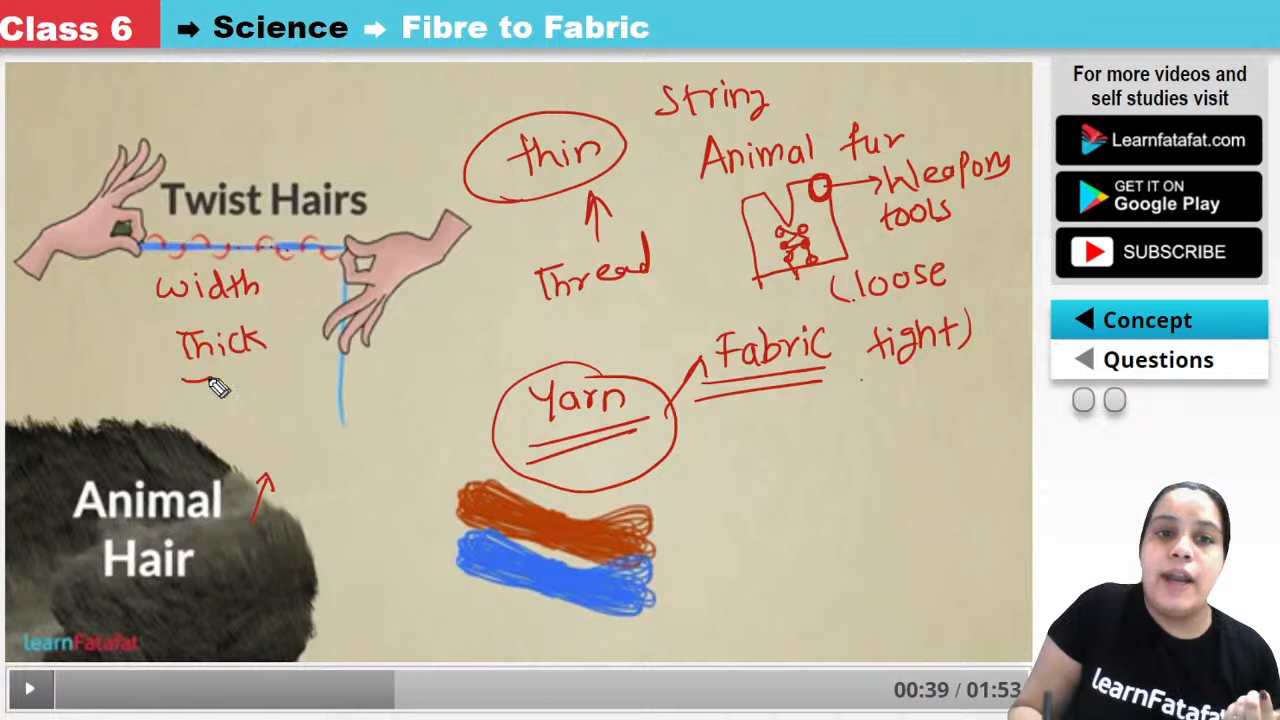 Class 6
➡ Science ➡ Fibre to Fabric
For more videos and
self studies visit
Learnfatafat.com
GET IT ON
Google Play
SUBSCRIBE
Concept
Questions
String
thin
Animal fur
Weapons
tools
Twist Hairs
Thread
width
(loose
Thick
Fabric tight)
Yarn
Animal
Hair
learnFatafat
learnFatafat
00:39 / 01:53